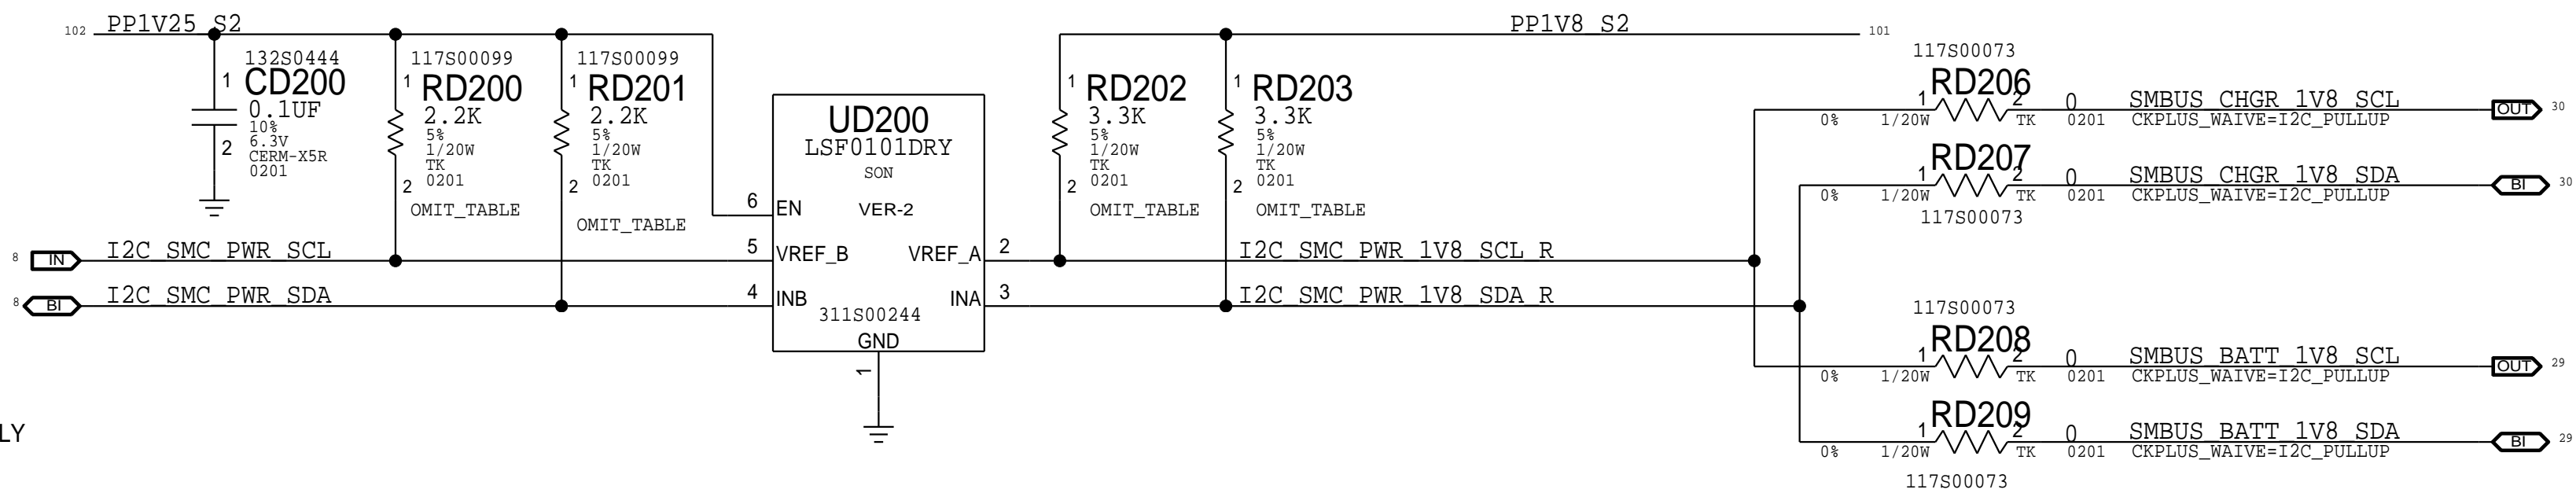 102 PP1V25_S2
132S0444
1 CD200
0.1UF
10%
6.3V
2 CERM-X5R
0201
117S00099
1 RD200
2.2K
5%
1/20W
TK
2 0201
OMIT_TABLE
117S00099
1 RD201
2.2K
5%
1/20W
TK
2 0201
OMIT_TABLE
8 IN I2C_SMC_PWR_SCL
8 BI I2C_SMC_PWR_SDA
UD200
LSF0101DRY
SON
VER-2
6 EN
5 VREF_B VREF_A 2
4 INB INA 3
311S00244
GND
1
PP1V8_S2 101
1 RD202
3.3K
5%
1/20W
TK
2 0201
OMIT_TABLE
1 RD203
3.3K
5%
1/20W
TK
2 0201
OMIT_TABLE
I2C_SMC_PWR_1V8_SCL_R
I2C_SMC_PWR_1V8_SDA_R
117S00073
RD206
1 2 0 SMBUS_CHGR_1V8_SCL OUT 30
0% 1/20W TK 0201 CKPLUS_WAIVE=I2C_PULLUP
RD207
1 2 0 SMBUS_CHGR_1V8_SDA BI 30
0% 1/20W TK 0201 CKPLUS_WAIVE=I2C_PULLUP
117S00073
117S00073
RD208
1 2 0 SMBUS_BATT_1V8_SCL OUT 29
0% 1/20W TK 0201 CKPLUS_WAIVE=I2C_PULLUP
RD209
1 2 0 SMBUS_BATT_1V8_SDA BI 29
0% 1/20W TK 0201 CKPLUS_WAIVE=I2C_PULLUP
117S00073
LY